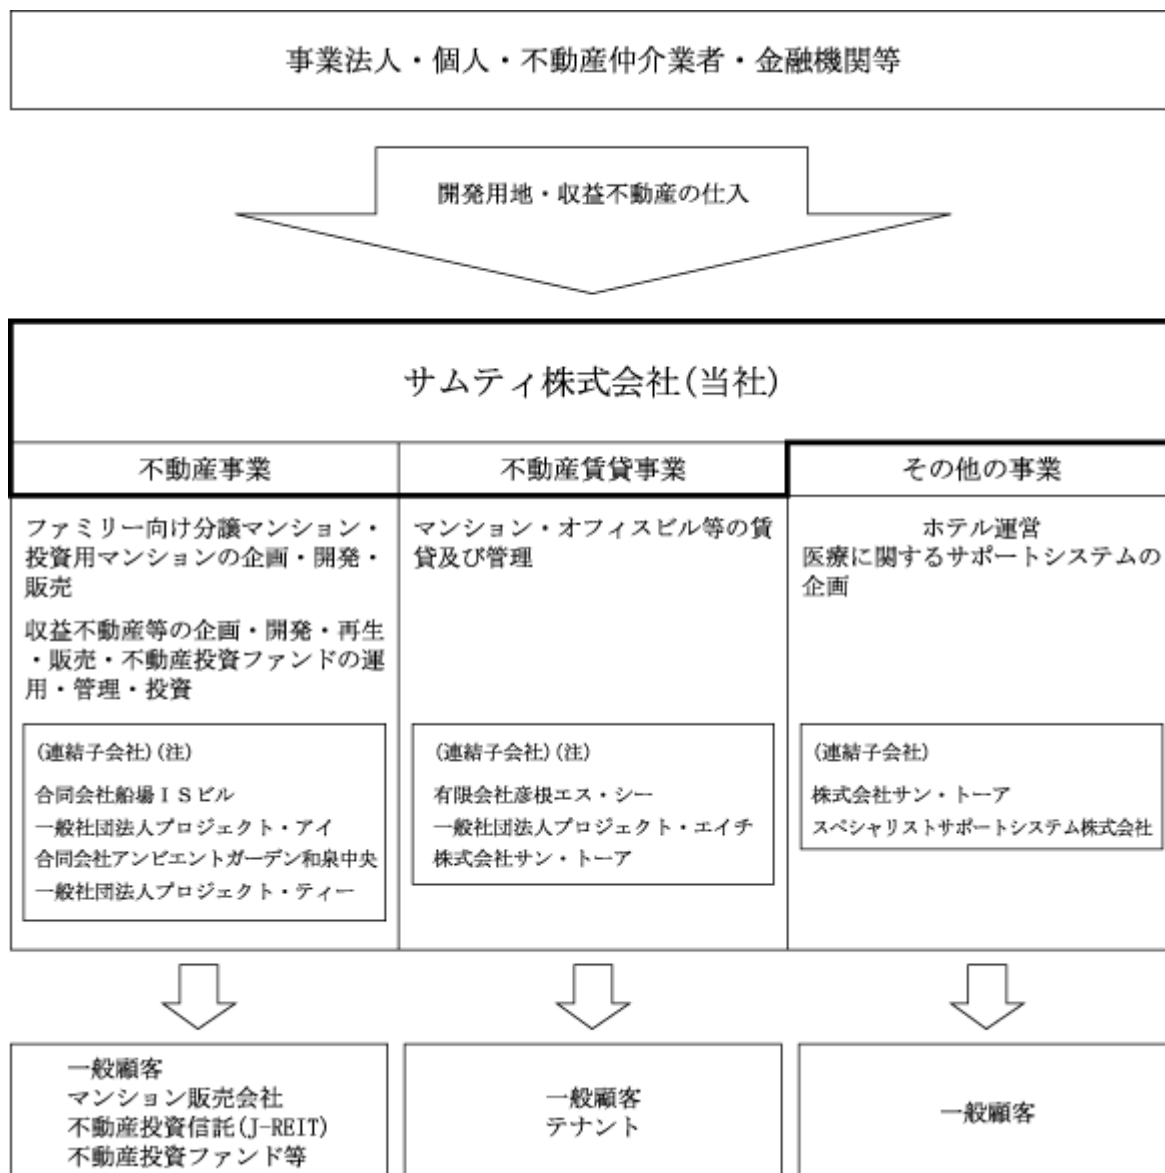 事業法人・個人・不動産仲介業者・金融機関等
開発用地・収益不動産の仕入
サムティ株式会社(当社)
不動産事業
ファミリー向け分譲マンション・
投資用マンションの企画・開発・
販売
収益不動産等の企画・開発・再生
・販売・不動産投資ファンドの運
用・管理・投資
(連結子会社)(注)
合同会社船場ＩＳビル
一般社団法人プロジェクト・アイ
合同会社アンビエントガーデン和泉中央
一般社団法人プロジェクト・ティー
一般顧客
マンション販売会社
不動産投資信託(J-REIT)
不動産投資ファンド等
不動産賃貸事業
マンション・オフィスビル等の賃
貸及び管理
(連結子会社)(注)
有限会社彦根エス・シー
一般社団法人プロジェクト・エイチ
株式会社サン・トーア
一般顧客
テナント
その他の事業
ホテル運営
医療に関するサポートシステムの
企画
(連結子会社)
株式会社サン・トーア
スペシャリストサポートシステム株式会社
一般顧客